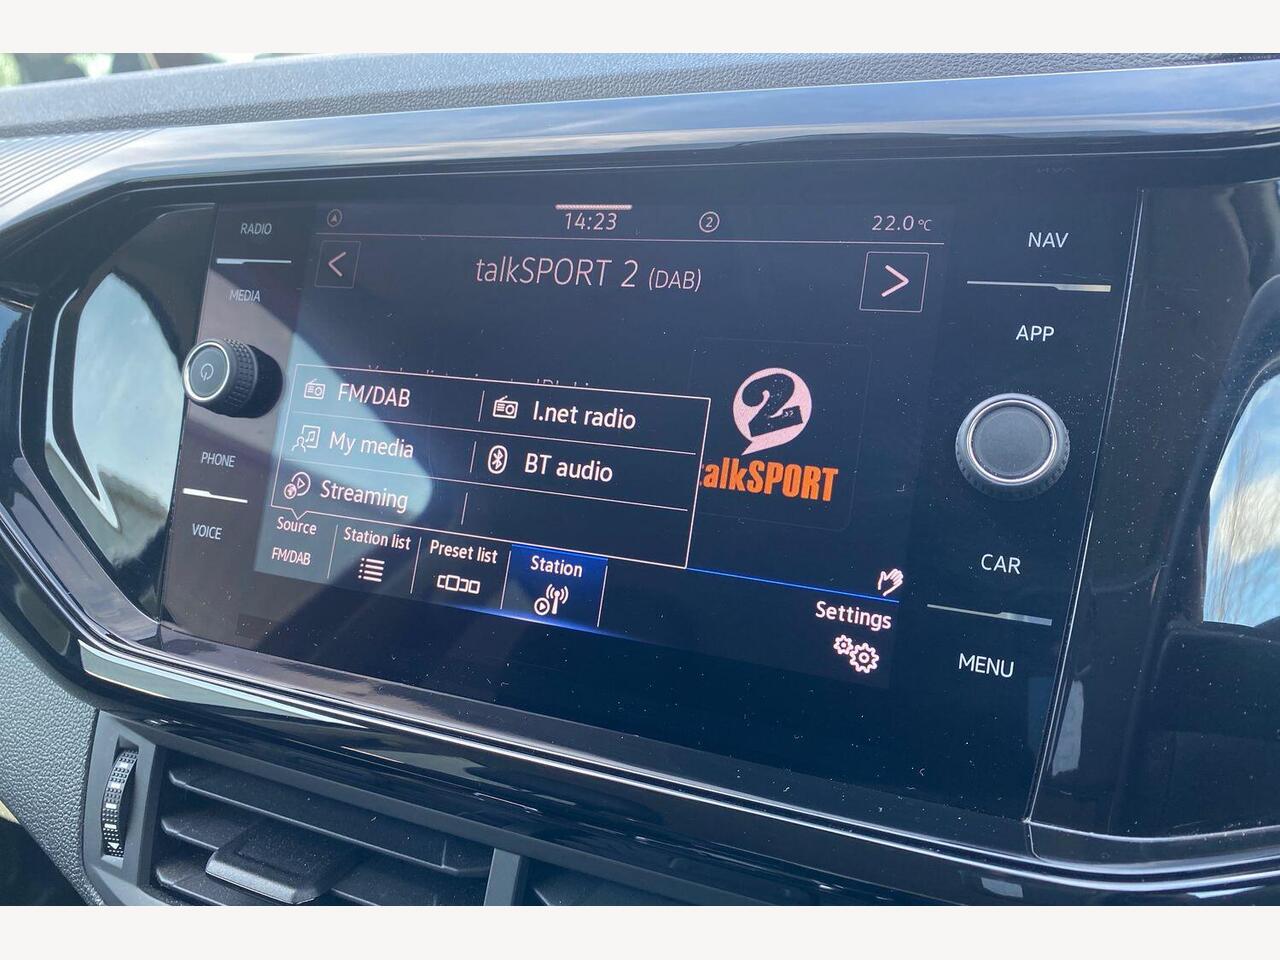 RADIO
MEDIA
PHONE
VOICE
14:23
2
22.0°C
talkSPORT 2 (DAB)
FM/DAB
I.net radio
My media
BT audio
Streaming
2
talkSPORT
Source
FM/DAB
Station list
Preset list
Station
Settings
NAV
APP
CAR
MENU